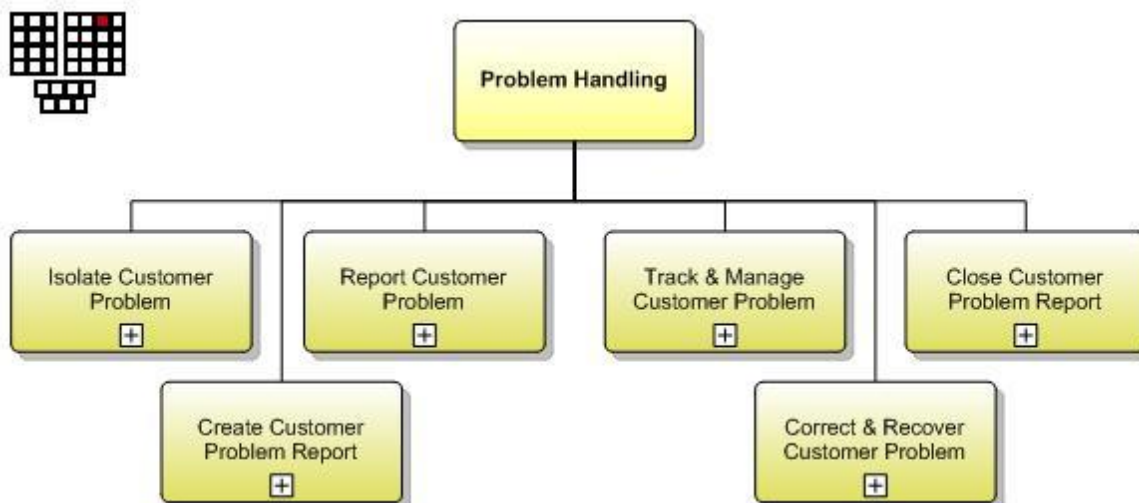 Problem Handling
Isolate Customer
Problem
Report Customer
Problem
Track & Manage
Customer Problem
Close Customer
Problem Report
Create Customer
Problem Report
Correct & Recover
Customer Problem